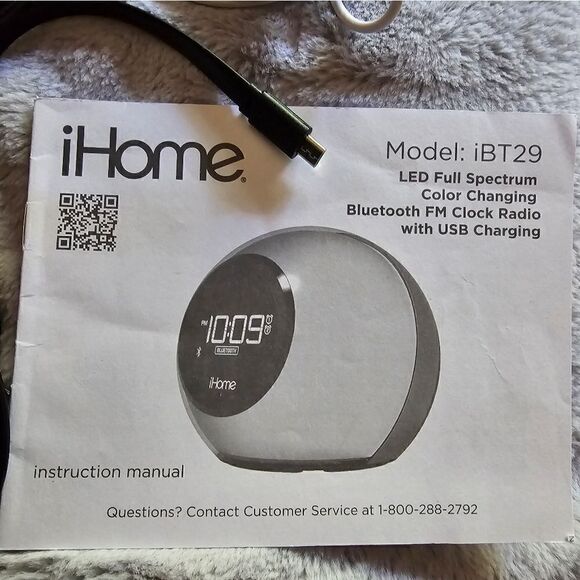 iHome
Model: iBT29
LED Full Spectrum
Color Changing
Bluetooth FM Clock Radio
with USB Charging
PM 10:09
BLUETOOTH
iHome
instruction manual
Questions? Contact Customer Service at 1-800-288-2792